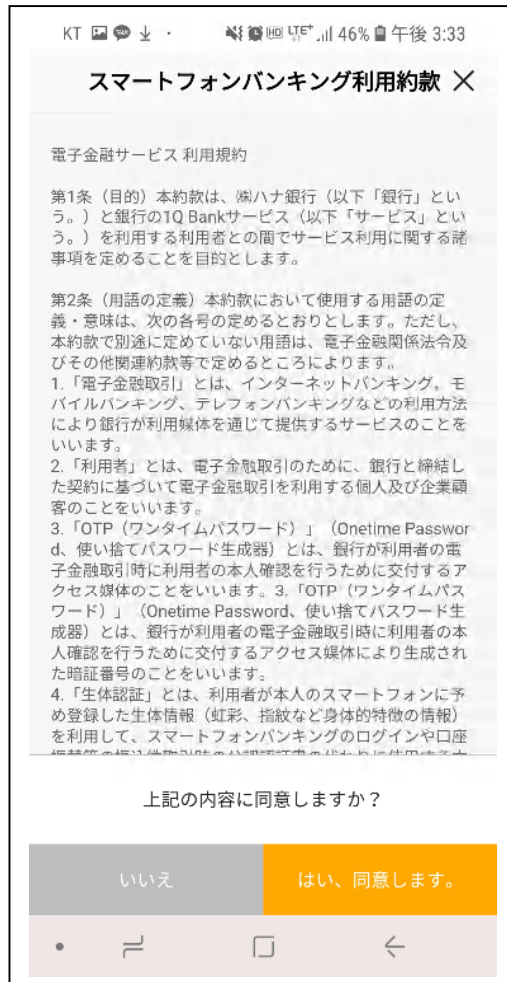 KT HD LTE+ 46% 午後 3:33
スマートフォンバンキング利用約款
電子金融サービス 利用規約
第1条（目的）本約款は、㈱ハナ銀行（以下「銀行」とい
う。）と銀行の1Q Bankサービス（以下「サービス」とい
う。）を利用する利用者との間でサービス利用に関する諸
事項を定めることを目的とします。
第2条（用語の定義）本約款において使用する用語の定
義・意味は、次の各号の定めるとおりとします。ただし、
本約款で別途に定めていない用語は、電子金融関係法令及
びその他関連約款等で定めるところによります。
1.「電子金融取引」とは、インターネットバンキング、モ
バイルバンキング、テレフォンバンキングなどの利用方法
により銀行が利用媒体を通じて提供するサービスのことを
いいます。
2.「利用者」とは、電子金融取引のために、銀行と締結し
た契約に基づいて電子金融取引を利用する個人及び企業顧
客のことをいいます。
3.「OTP（ワンタイムパスワード）」（Onetime Passwor
d、使い捨てパスワード生成器）とは、銀行が利用者の電
子金融取引時に利用者の本人確認を行うために交付するア
クセス媒体のことをいいます。3.「OTP（ワンタイムパス
ワード）」（Onetime Password、使い捨てパスワード生
成器）とは、銀行が利用者の電子金融取引時に利用者の本
人確認を行うために交付するアクセス媒体により生成され
た暗証番号のことをいいます。
4.「生体認証」とは、利用者が本人のスマートフォンに予
め登録した生体情報（虹彩、指紋など身体的特徴の情報）
を利用して、スマートフォンバンキングのログインや口座
上記の内容に同意しますか？
いいえ
はい、同意します。